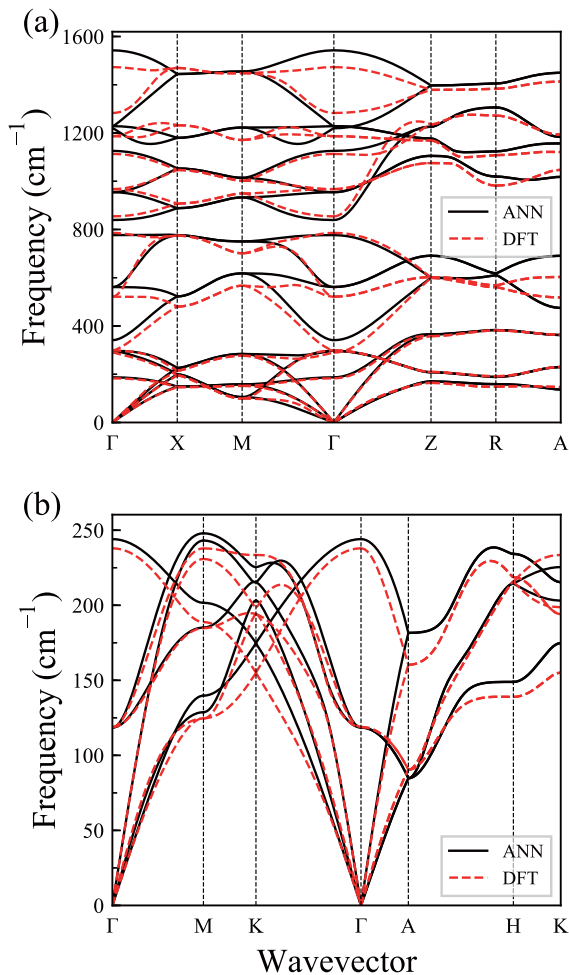 (a)
1600
1200
800
400
0
Frequency (cm⁻¹)
ANN
DFT
Γ X M Γ Z R A
(b)
250
200
150
100
50
0
Frequency (cm⁻¹)
ANN
DFT
Γ M K Γ A H K
Wavevector